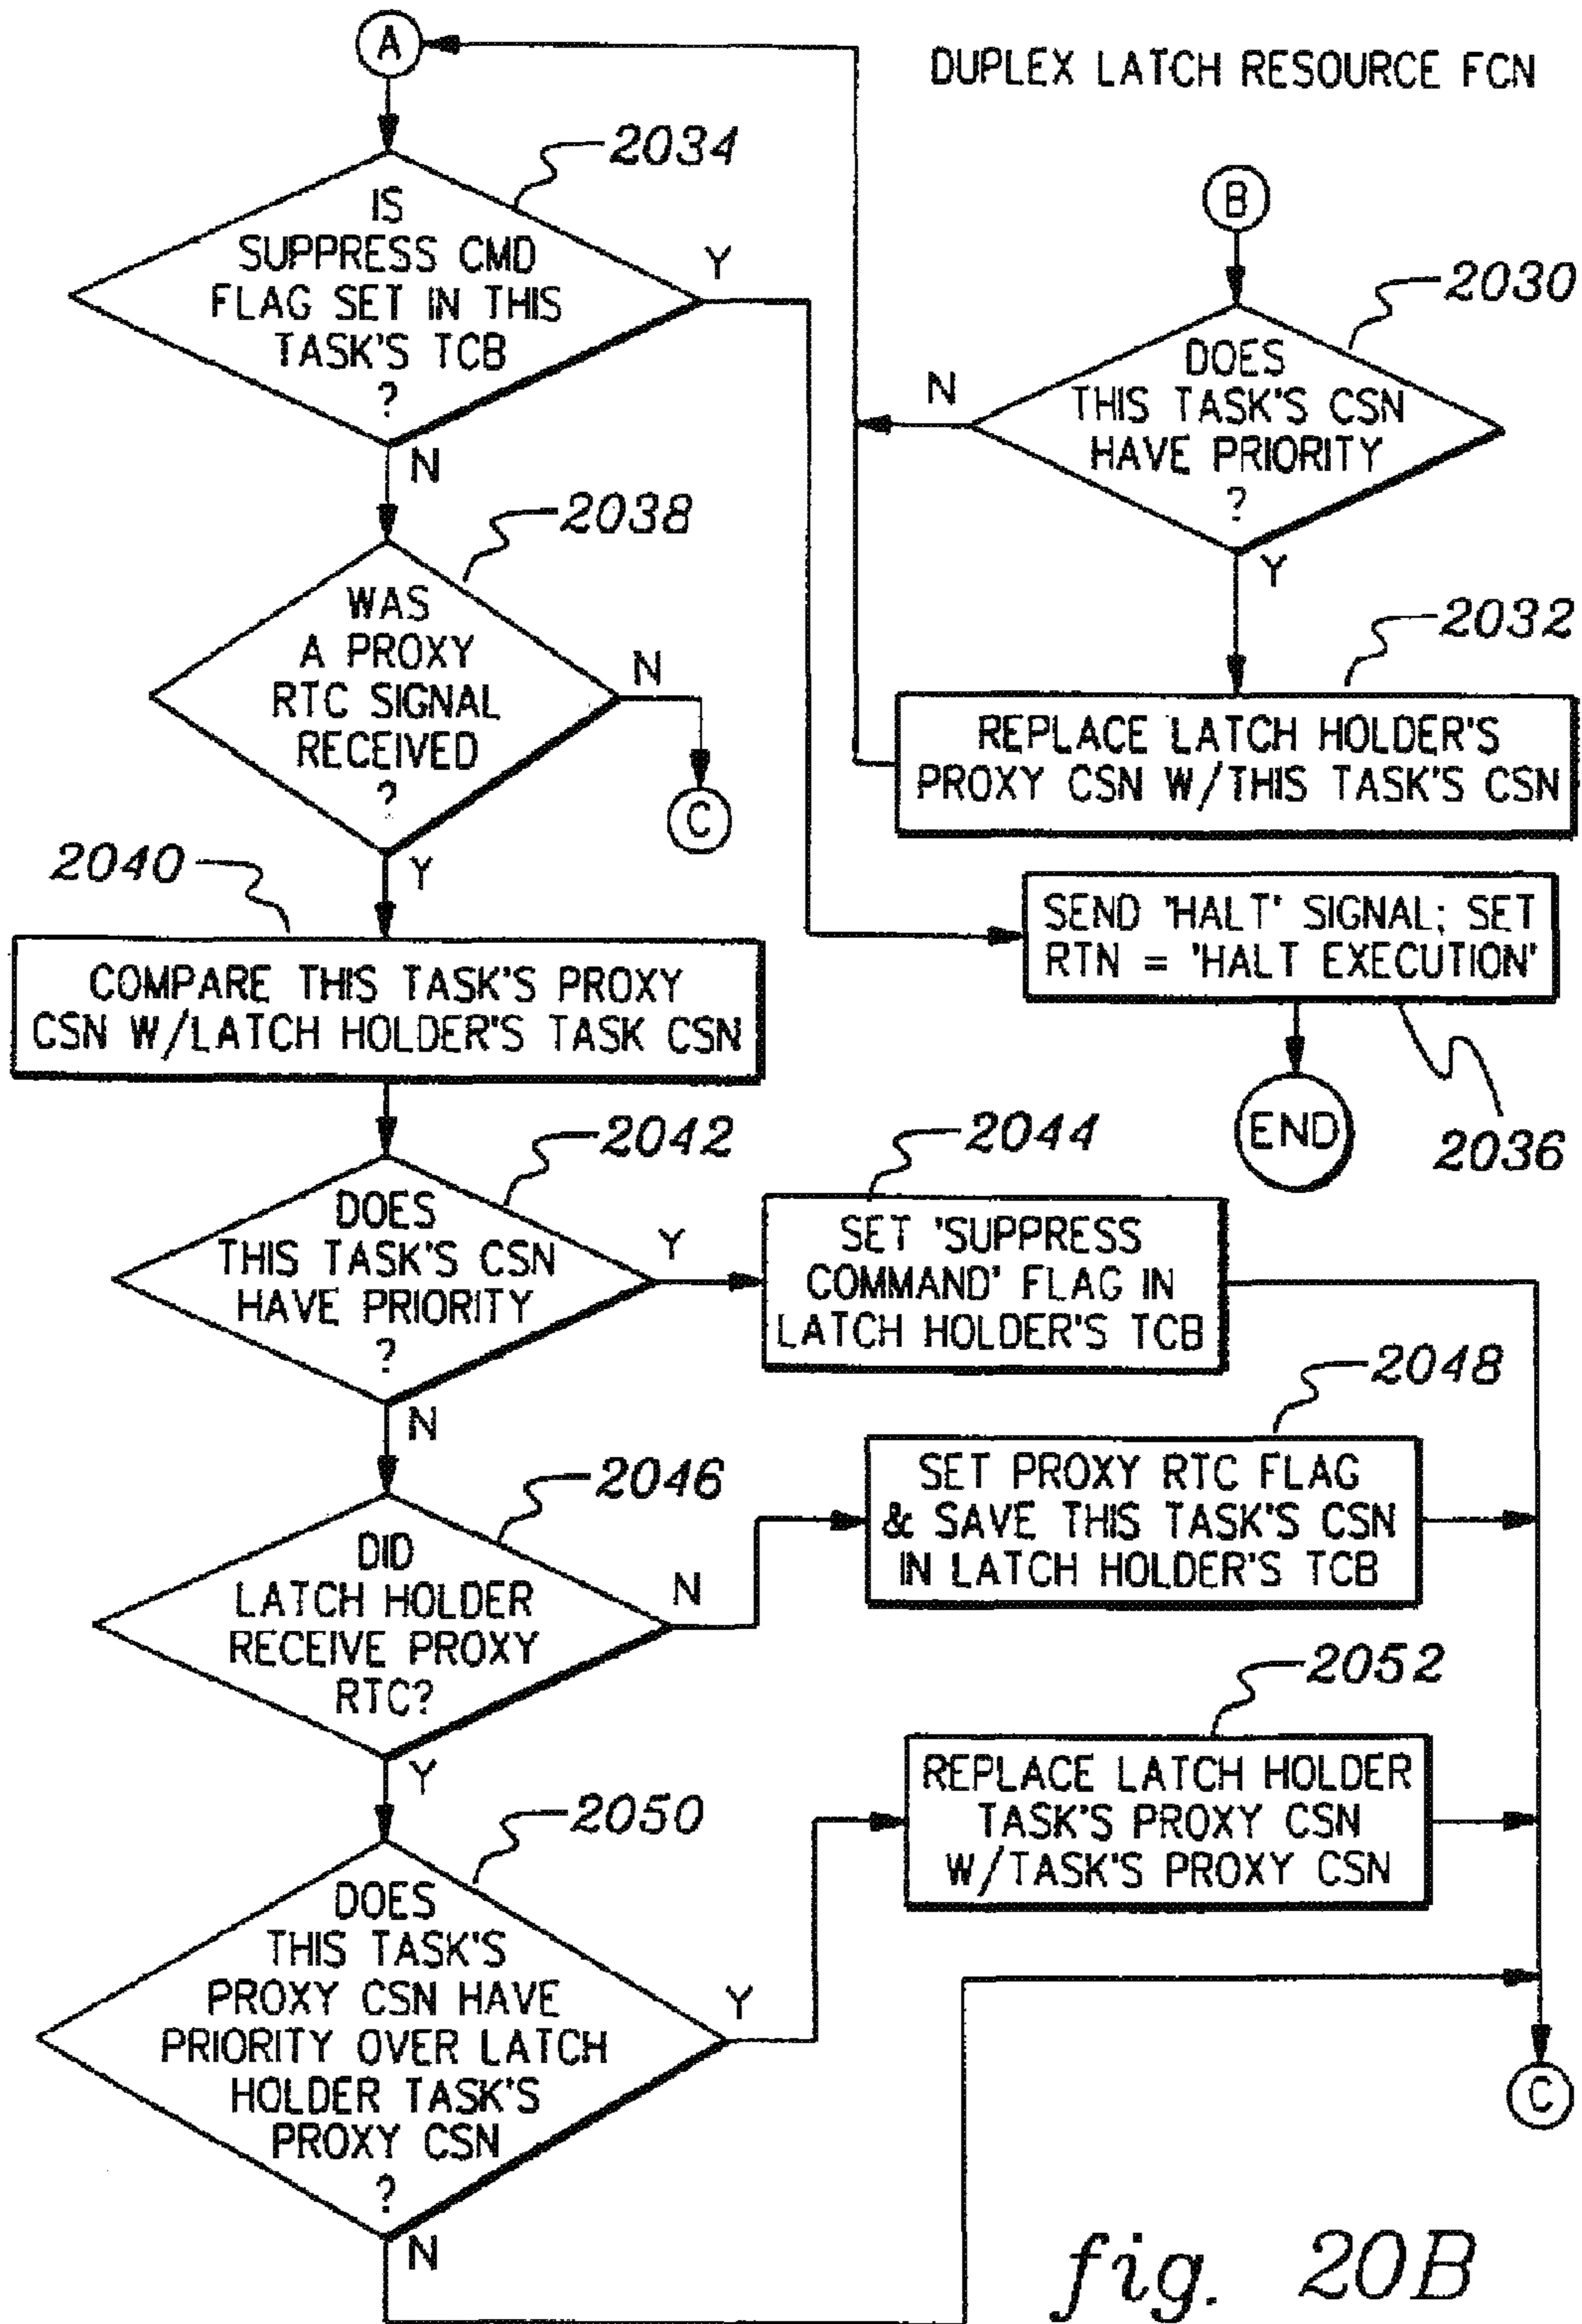 A
DUPLEX LATCH RESOURCE FCN
2034
IS
SUPPRESS CMD
FLAG SET IN THIS
TASK'S TCB
?
Y
N
B
2030
DOES
THIS TASK'S CSN
HAVE PRIORITY
?
N
Y
2032
REPLACE LATCH HOLDER'S
PROXY CSN W/THIS TASK'S CSN
2038
WAS
A PROXY
RTC SIGNAL
RECEIVED
?
N
C
Y
SEND 'HALT' SIGNAL; SET
RTN = 'HALT EXECUTION'
END
2036
2040
COMPARE THIS TASK'S PROXY
CSN W/LATCH HOLDER'S TASK CSN
2042
DOES
THIS TASK'S CSN
HAVE PRIORITY
?
Y
N
2044
SET 'SUPPRESS
COMMAND' FLAG IN
LATCH HOLDER'S TCB
2046
DID
LATCH HOLDER
RECEIVE PROXY
RTC?
N
Y
2048
SET PROXY RTC FLAG
& SAVE THIS TASK'S CSN
IN LATCH HOLDER'S TCB
2050
DOES
THIS TASK'S
PROXY CSN HAVE
PRIORITY OVER LATCH
HOLDER TASK'S
PROXY CSN
?
Y
N
2052
REPLACE LATCH HOLDER
TASK'S PROXY CSN
W/TASK'S PROXY CSN
C
fig. 20B